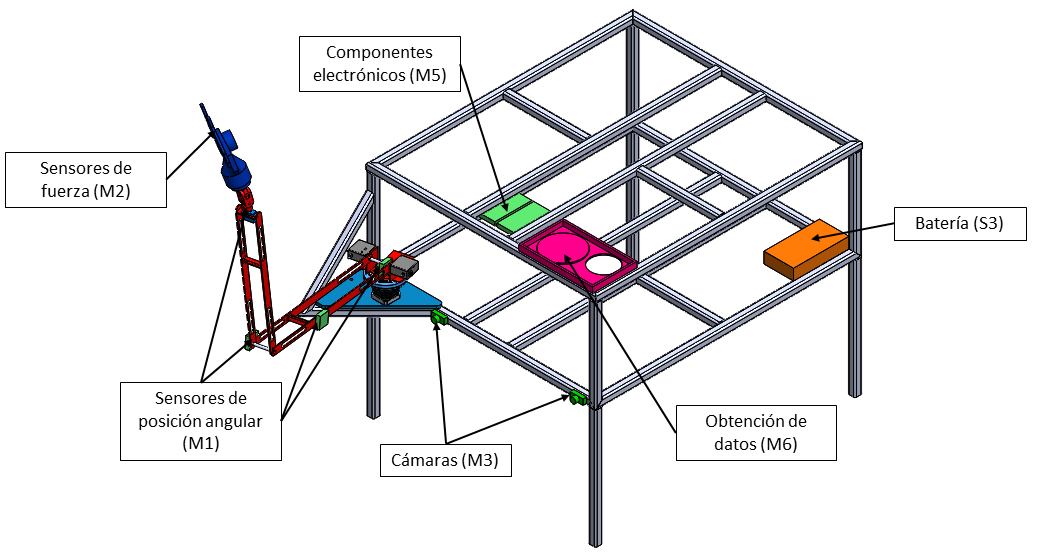 Componentes
electrónicos (M5)
Sensores de
fuerza (M2)
Batería (S3)
Sensores de
posición angular
(M1)
Cámaras (M3)
Obtención de
datos (M6)